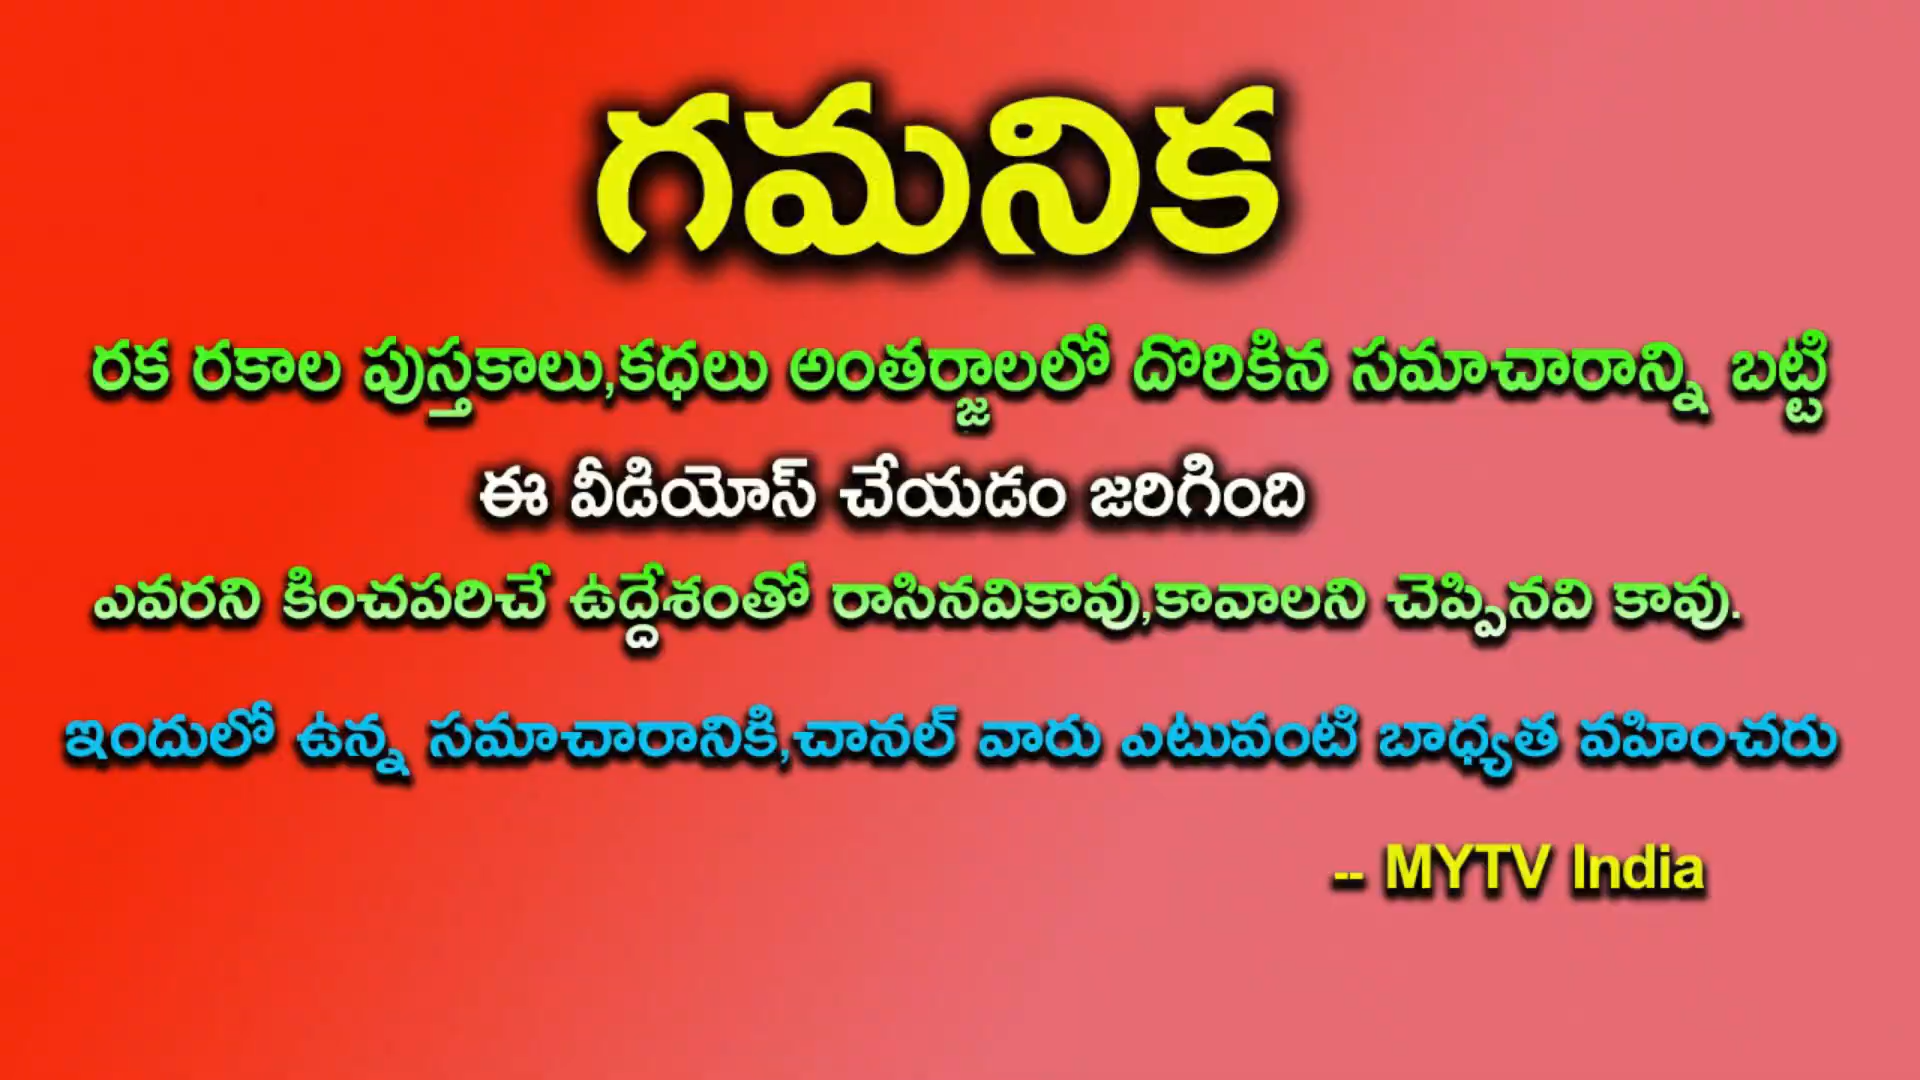 గమనిక
రక రకాల పుస్తకాలు,కధలు అంతర్జాలలో దొరికిన సమాచారాన్ని బట్టి
ఈ వీడియోస్ చేయడం జరిగింది
ఎవరని కించపరిచే ఉద్దేశంతో రాసినవికావు,కావాలని చెప్పినవి కావు.
ఇందులో ఉన్న సమాచారానికి,చానల్ వారు ఎటువంటి బాధ్యత వహించరు
-- MYTV India